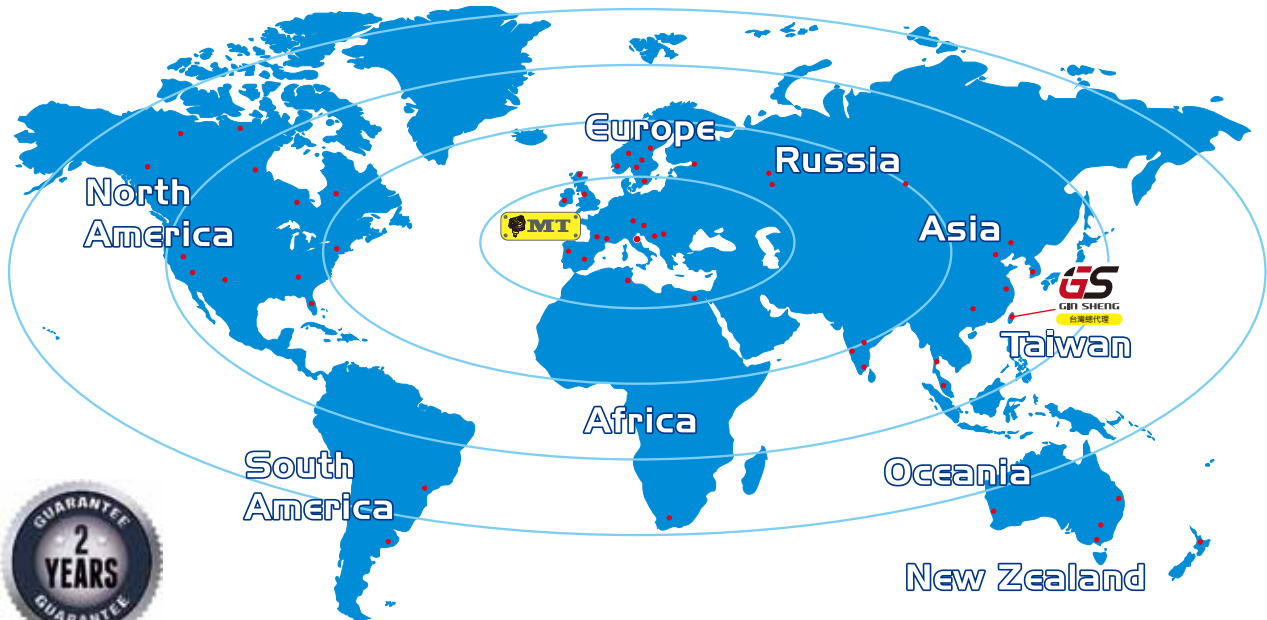 Europe
Russia
North
America
MT
Asia
GS
GIN SHENG
台灣總代理
Taiwan
Africa
South
America
Oceania
New Zealand
GUARANTEE
2
YEARS
GUARANTEE